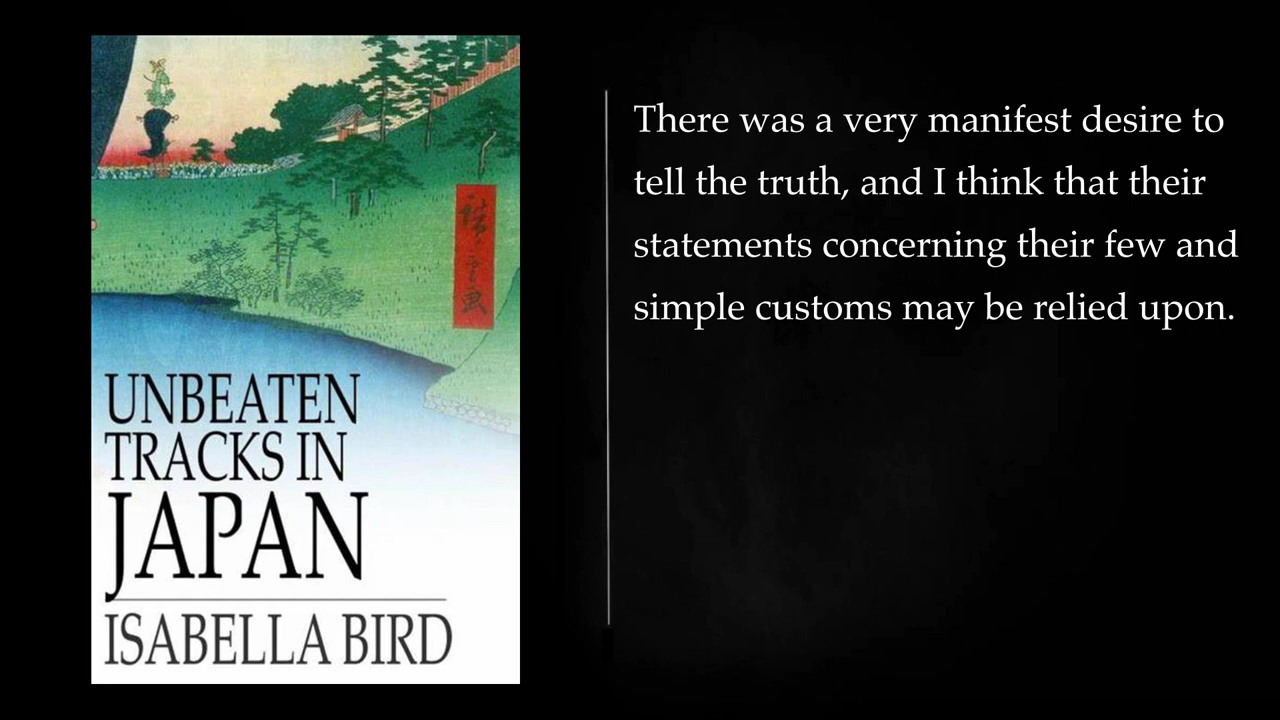 UNBEATEN
TRACKS IN
JAPAN
ISABELLA BIRD
There was a very manifest desire to
tell the truth, and I think that their
statements concerning their few and
simple customs may be relied upon.